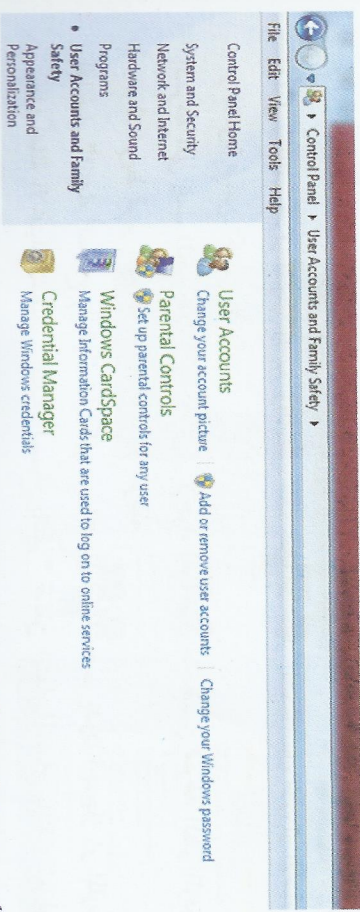 Control Panel User Accounts and Family Safety
File Edit View Tools Help
Control Panel Home
System and Security
Network and Internet
Hardware and Sound
Programs
User Accounts and Family
Safety
Appearance and
Personalization
User Accounts
Change your account picture | Add or remove user accounts | Change your Windows password
Parental Controls
Set up parental controls for any user
Windows CardSpace
Manage Information Cards that are used to log on to online services
Credential Manager
Manage Windows credentials